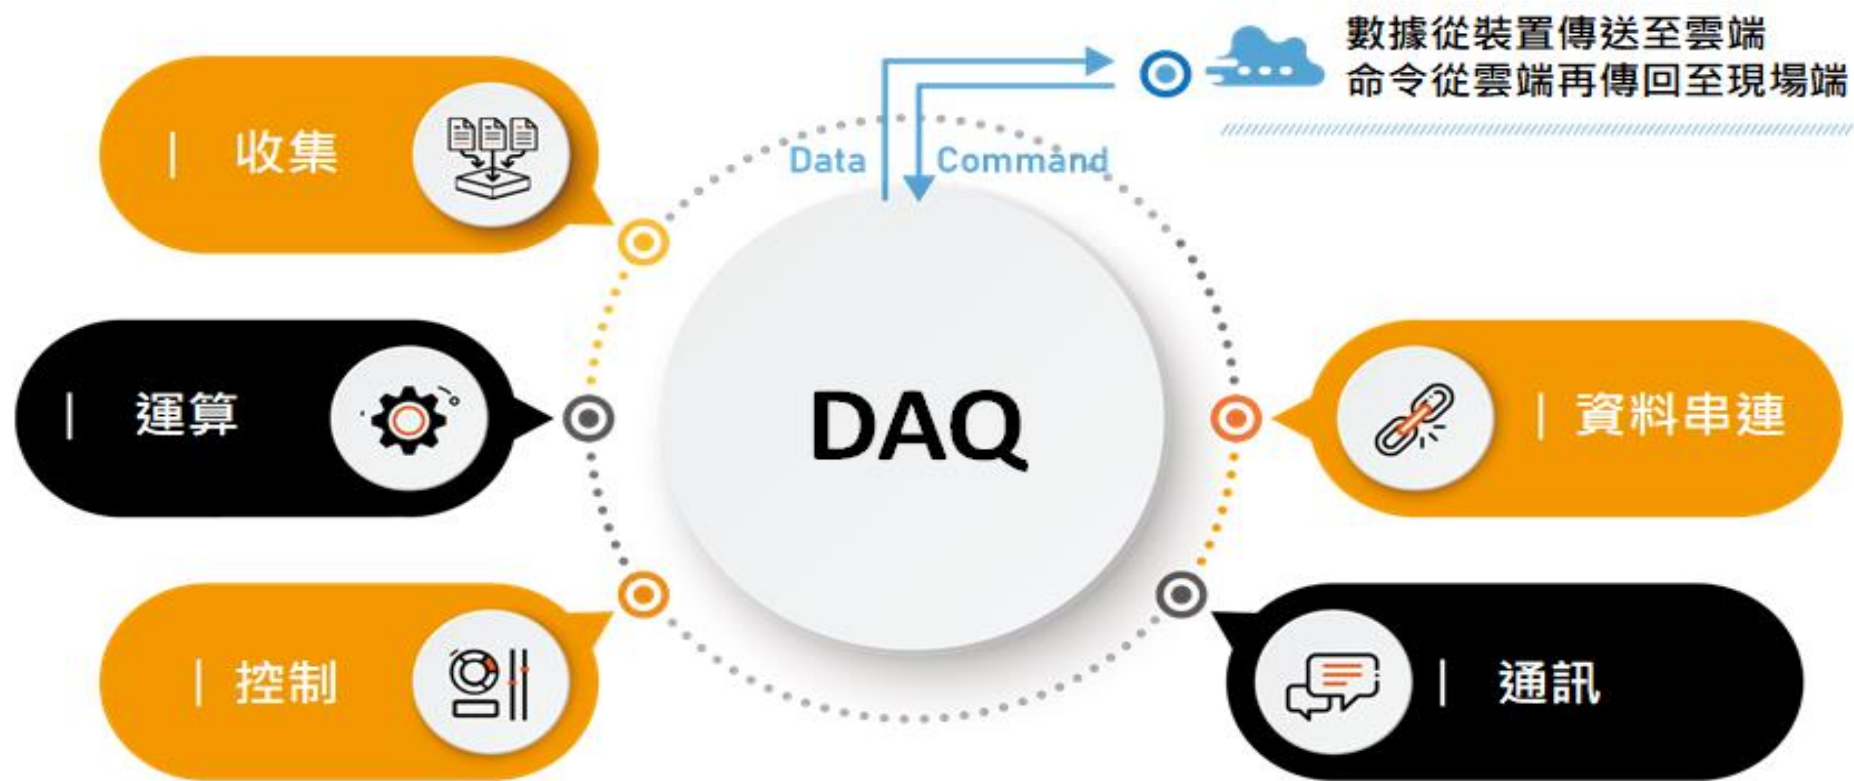 數據從裝置傳送至雲端
命令從雲端再傳回至現場端
Data
Command
收集
運算
控制
DAQ
資料串連
通訊